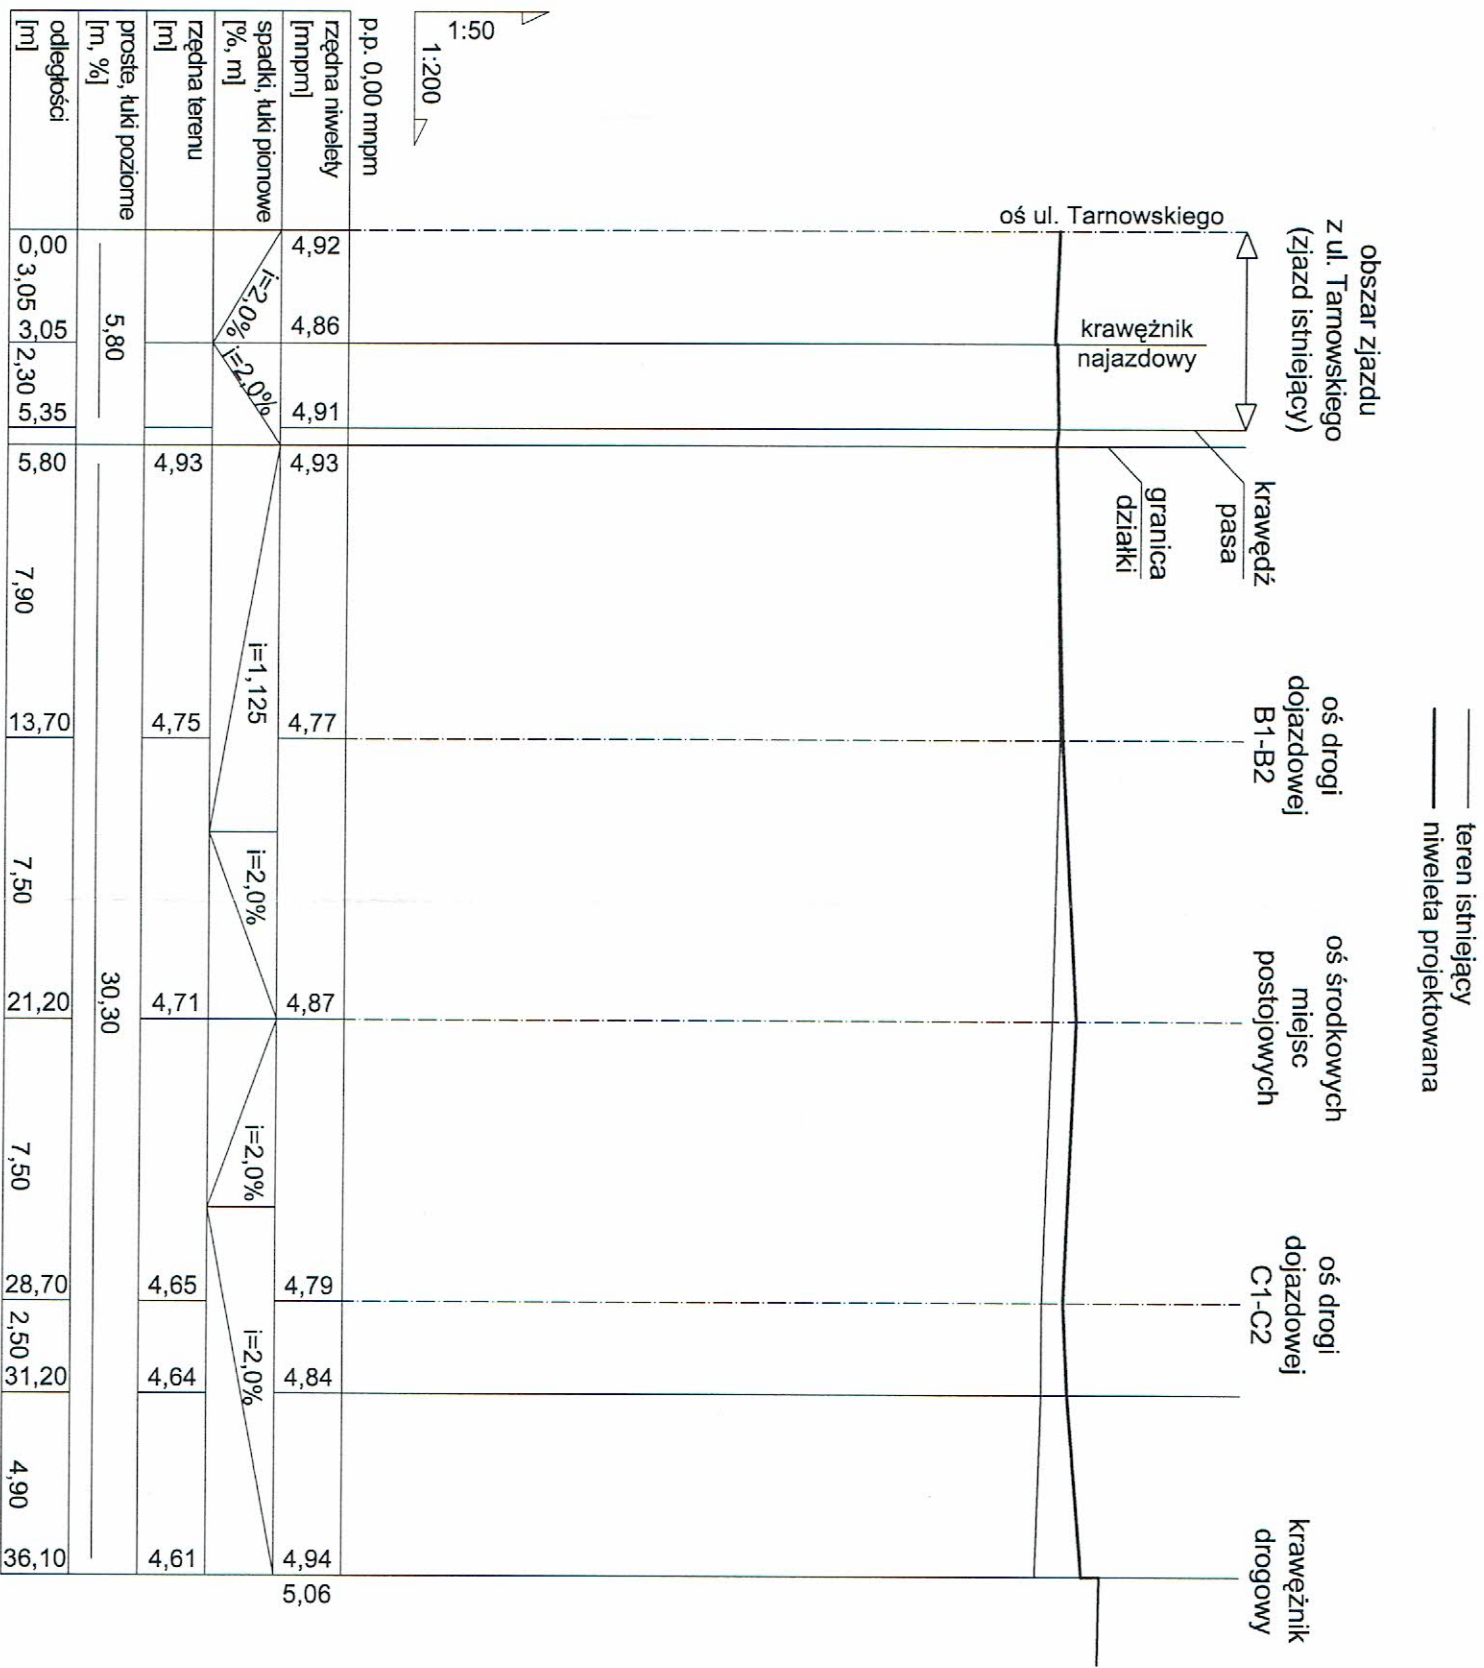 teren istniejący
niweleta projektowana
obszar zjazdu
z ul. Tarnowskiego
(zjazd istniejący)
krawędź
pasa
granica
działki
oś drogi
dojazdowej
B1-B2
oś środkowych
miejsc
postojowych
oś drogi
dojazdowej
C1-C2
krawężnik
drogowy
oś ul. Tarnowskiego
krawężnik
najazdowy
1:50
1:200
p.p. 0,00 mnpm
rzędna niwelety
[mnpm]
4,92
4,86
4,91
4,93
4,77
4,87
4,79
4,84
4,94
5,06
spadki, łuki pionowe
[%, m]
i=2,0%
i=2,0%
i=1,125
i=2,0%
i=2,0%
i=2,0%
rzędna terenu
[m]
4,93
4,75
4,71
4,65
4,64
4,61
proste, łuki poziome
[m, %]
5,80
30,30
odległości
[m]
0,00
3,05
3,05
2,30
5,35
5,80
7,90
13,70
7,50
21,20
7,50
28,70
2,50
31,20
4,90
36,10